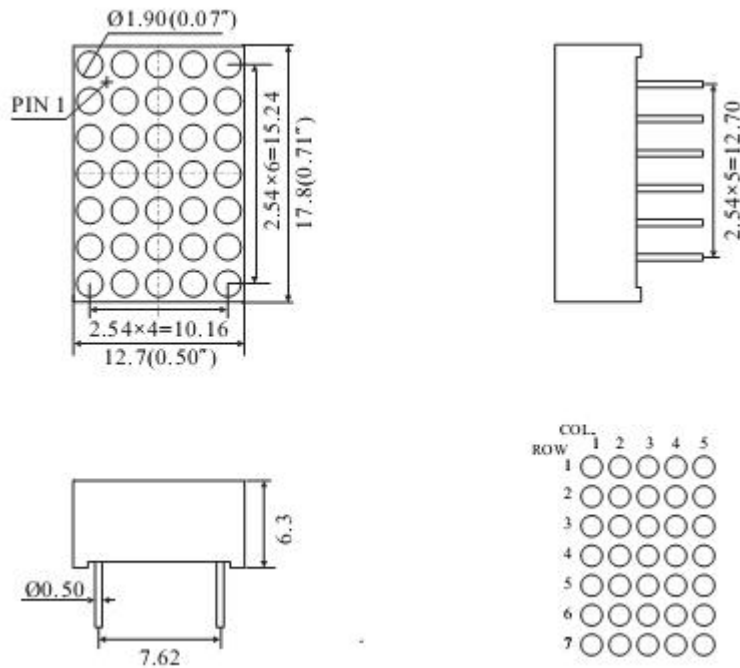 Ø1.90(0.07″)
PIN 1
2.54×6=15.24
17.8(0.71″)
2.54×4=10.16
12.7(0.50″)
2.54×5=12.70
6.3
Ø0.50
7.62
COL.
ROW
1 2 3 4 5
1
2
3
4
5
6
7